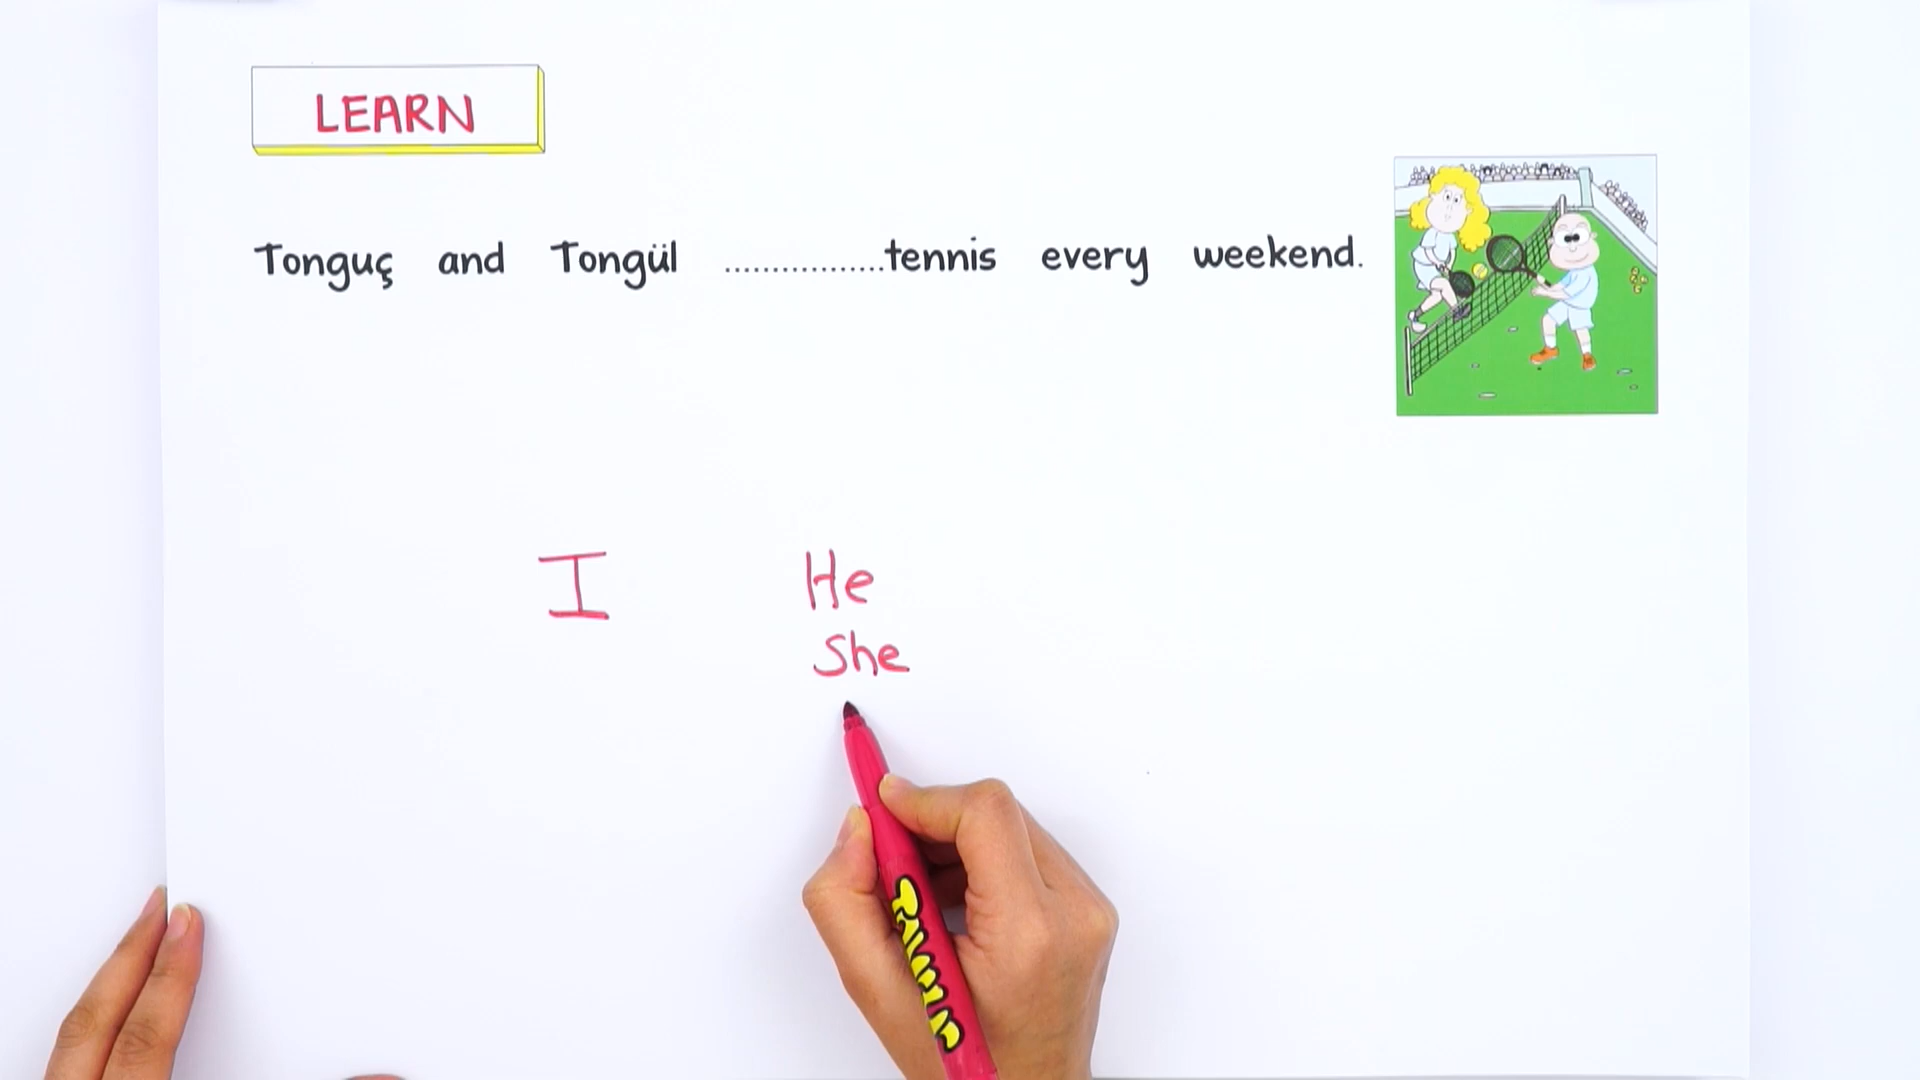 LEARN
Tonguç and Tongül .................tennis every weekend.
I He
She